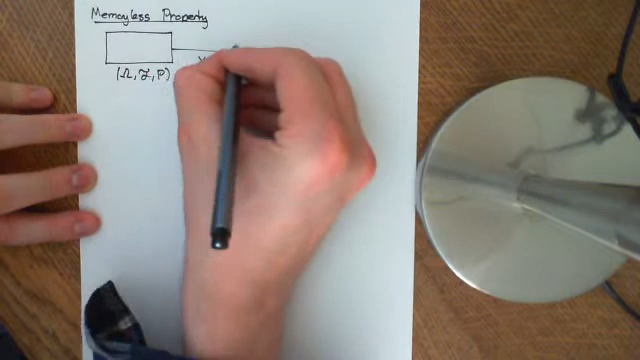 Memoryless Property
X
(Ω, 𝓕, P)